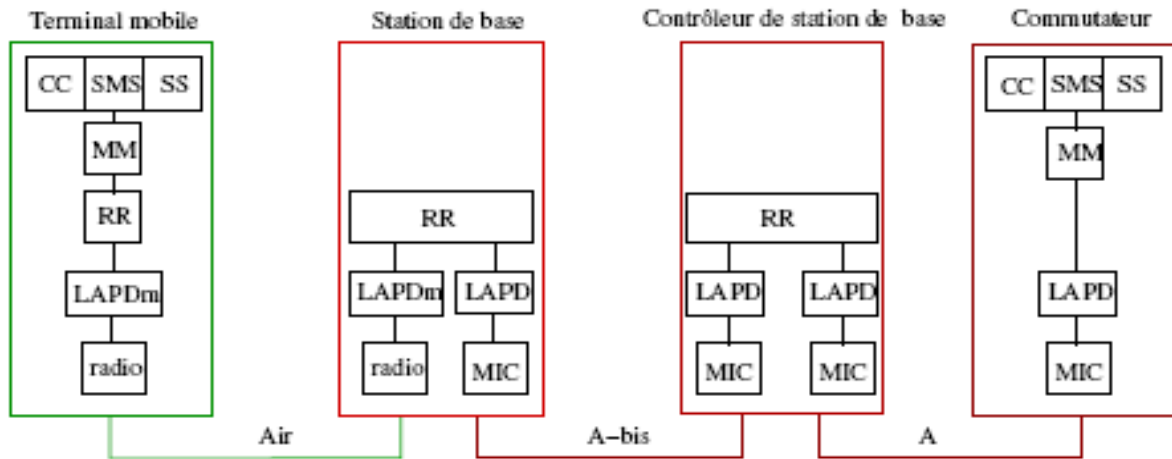 Terminal mobile
Station de base
Contrôleur de station de base
Commutateur
CC SMS SS
CC SMS SS
MM
MM
RR
RR
RR
LAPDm
LAPDm
LAPD
LAPD
LAPD
LAPD
radio
radio
MIC
MIC
MIC
MIC
Air
A-bis
A